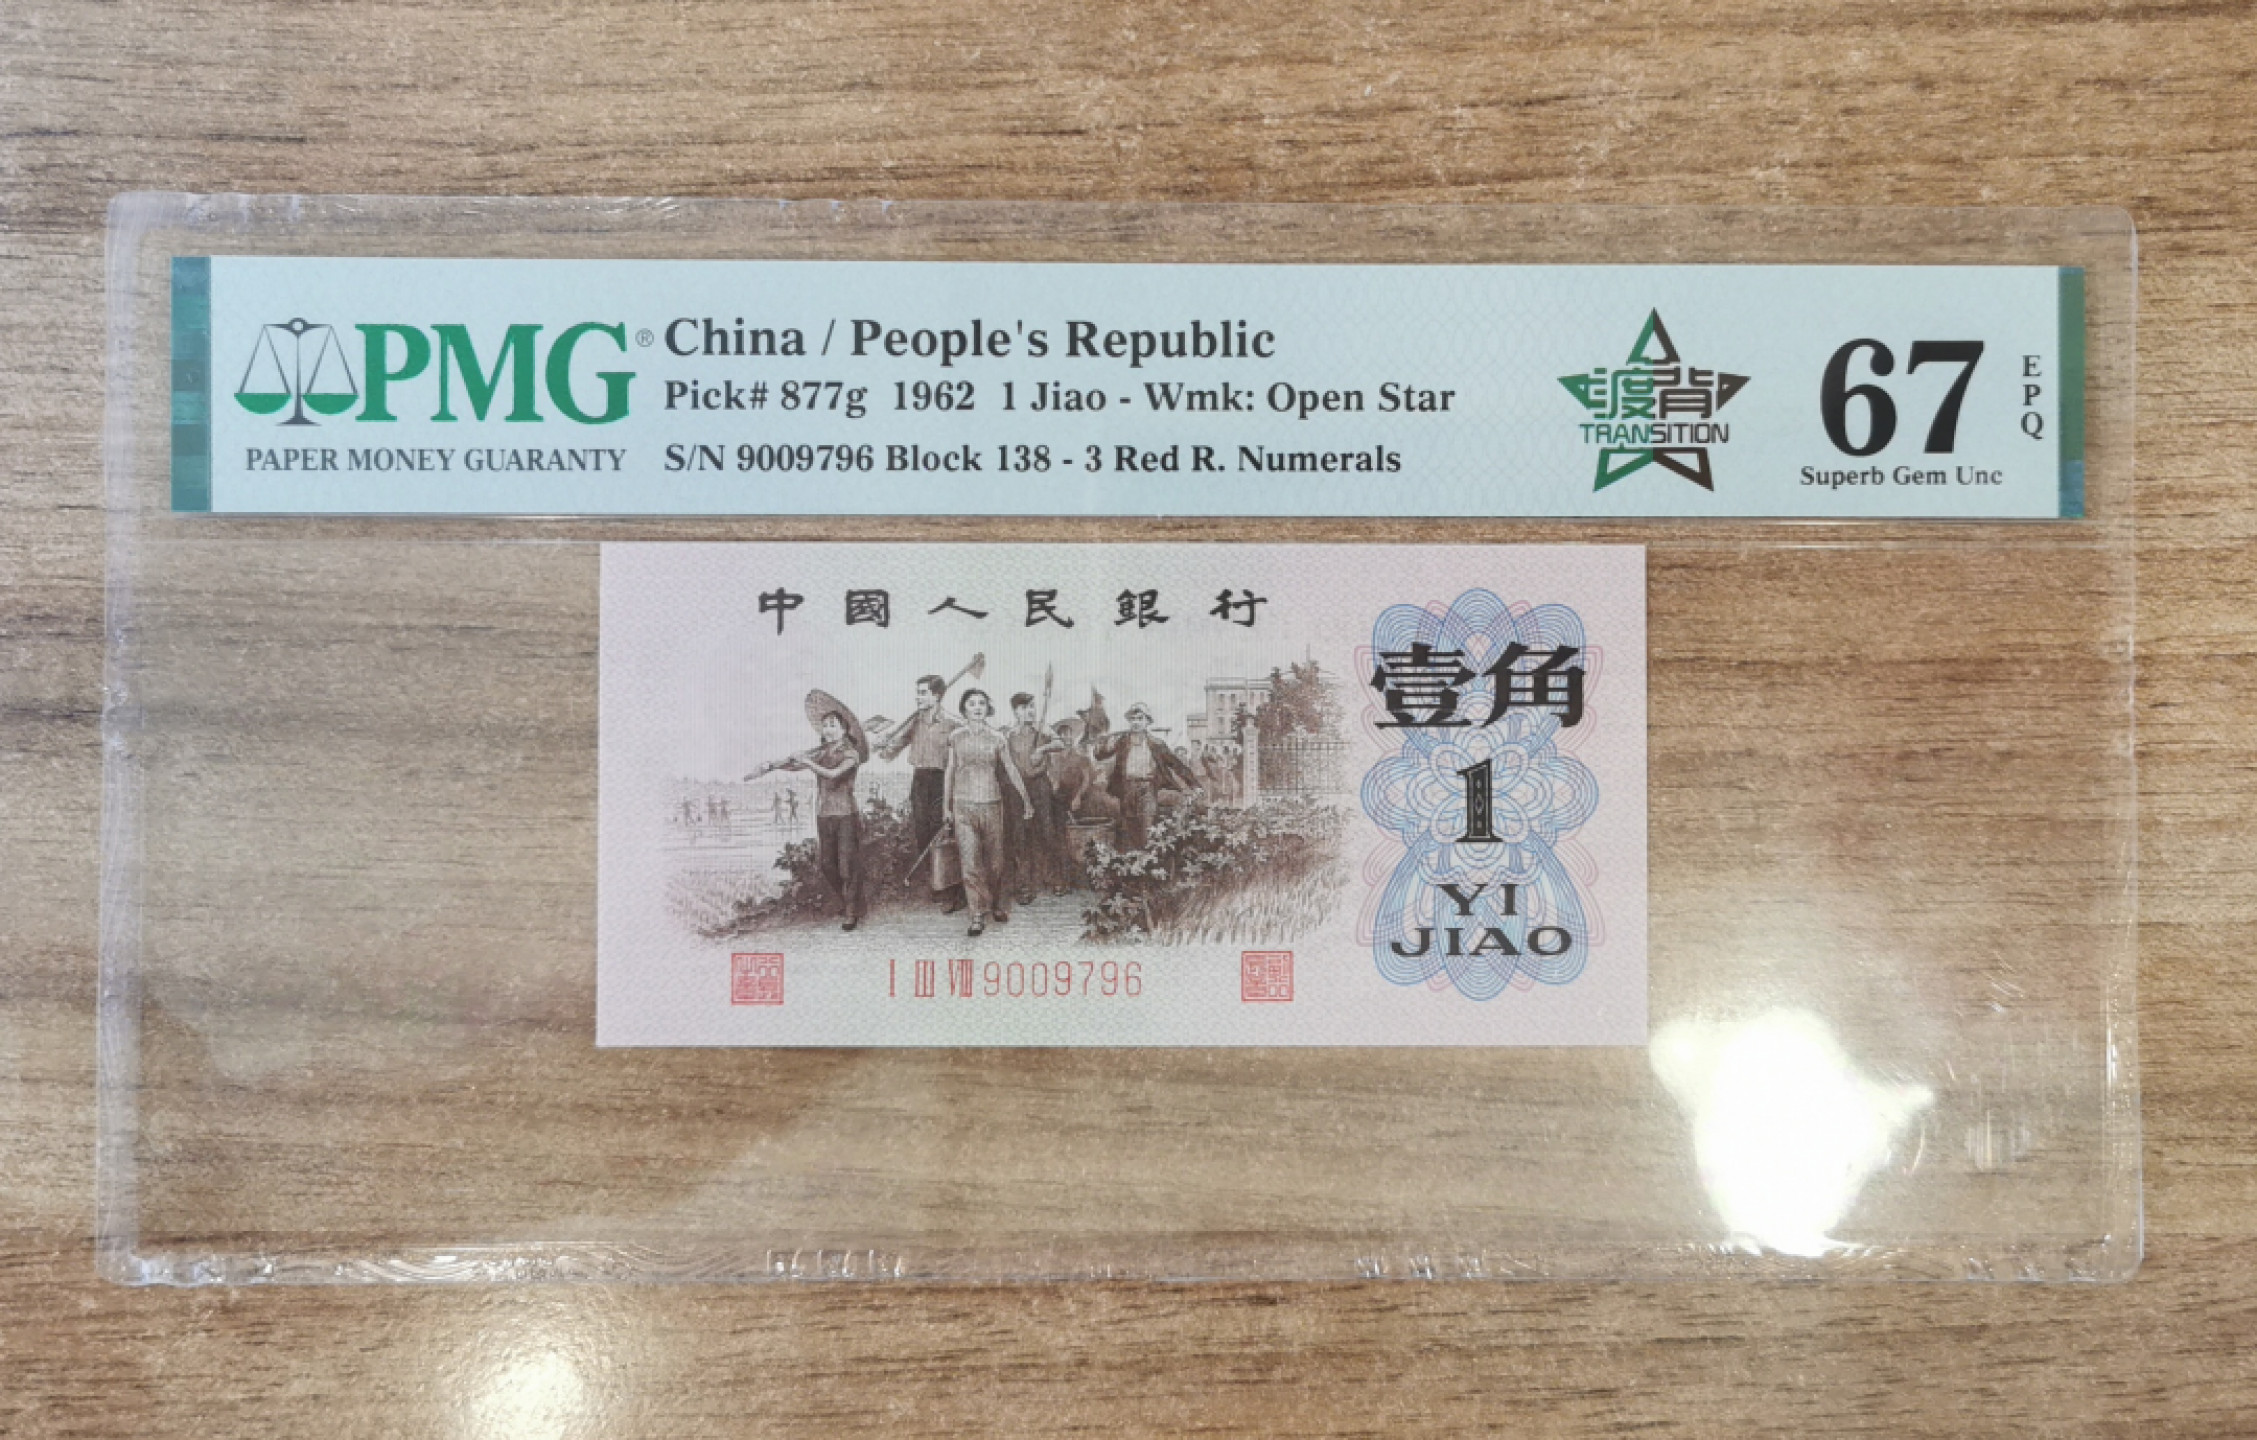 PMG®
PAPER MONEY GUARANTY
China / People's Republic
Pick# 877g 1962 1 Jiao - Wmk: Open Star
S/N 9009796 Block 138 - 3 Red R. Numerals
渡背
TRANSITION
67
EPQ
Superb Gem Unc
中國人民銀行
壹角
1
YI
JIAO
I III VIII 9009796